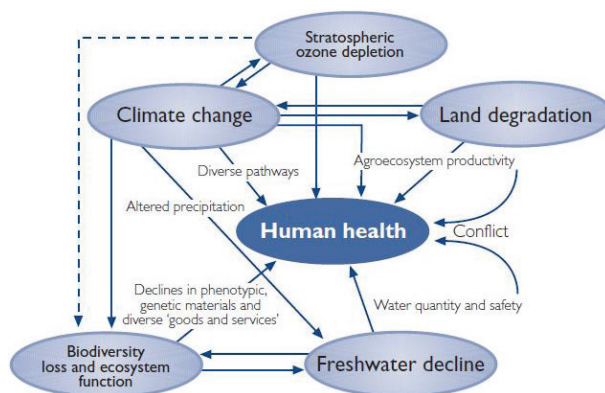 Stratospheric
ozone depletion
Climate change
Land degradation
Diverse pathways
Agroecosystem productivity
Altered precipitation
Human health
Conflict
Declines in phenotypic,
genetic materials and
diverse ‘goods and services’
Water quantity and safety
Biodiversity
loss and ecosystem
function
Freshwater decline